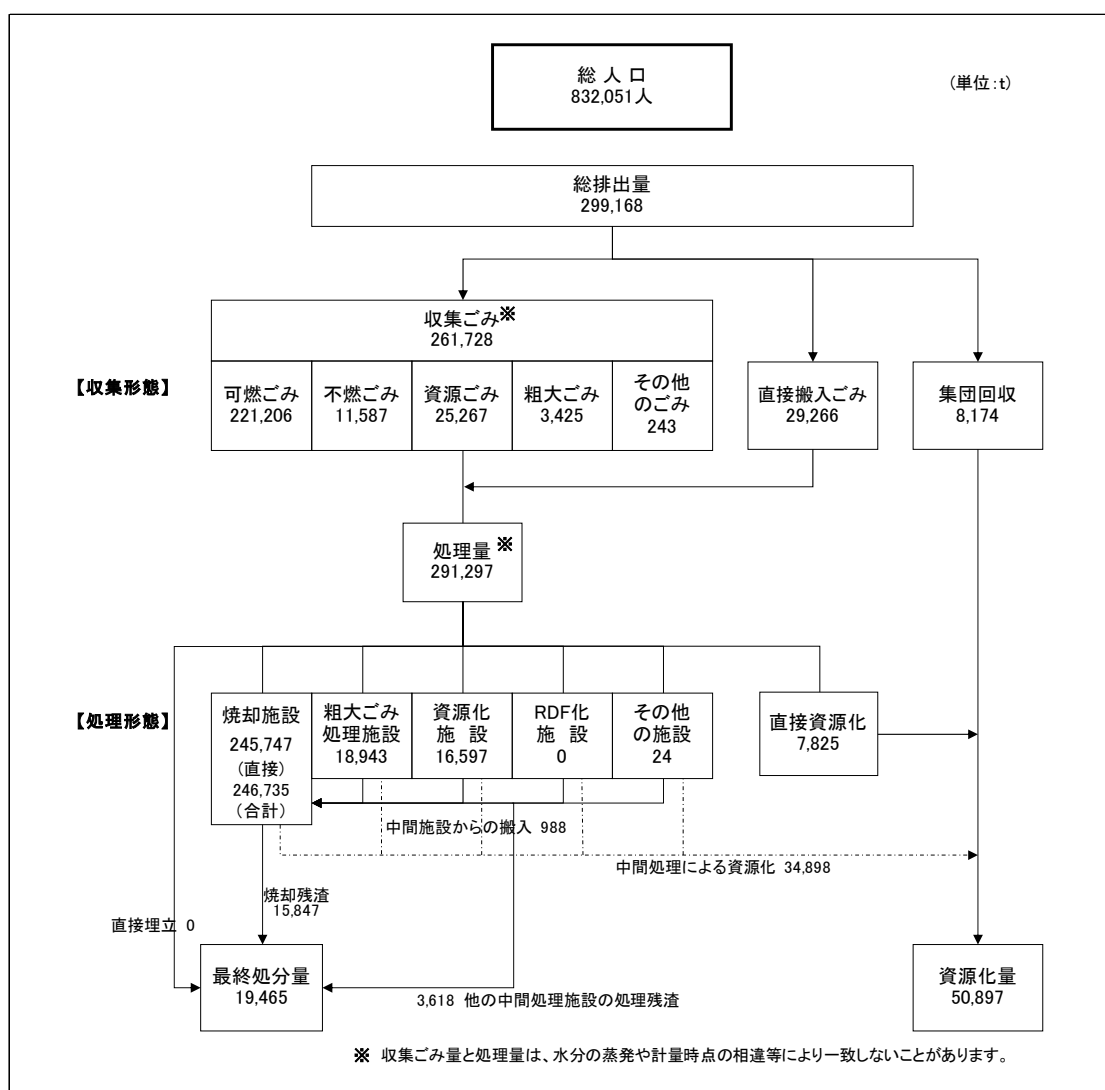 総人口
832,051人
(単位:t)
総排出量
299,168
収集ごみ※
261,728
【収集形態】
可燃ごみ
221,206
不燃ごみ
11,587
資源ごみ
25,267
粗大ごみ
3,425
その他
のごみ
243
直接搬入ごみ
29,266
集団回収
8,174
処理量※
291,297
【処理形態】
焼却施設
245,747
(直接)
246,735
(合計)
粗大ごみ
処理施設
18,943
資源化
施 設
16,597
RDF化
施 設
0
その他
の施設
24
直接資源化
7,825
中間施設からの搬入 988
中間処理による資源化 34,898
焼却残渣
15,847
直接埋立 0
最終処分量
19,465
3,618 他の中間処理施設の処理残渣
資源化量
50,897
※ 収集ごみ量と処理量は、水分の蒸発や計量時点の相違等により一致しないことがあります。